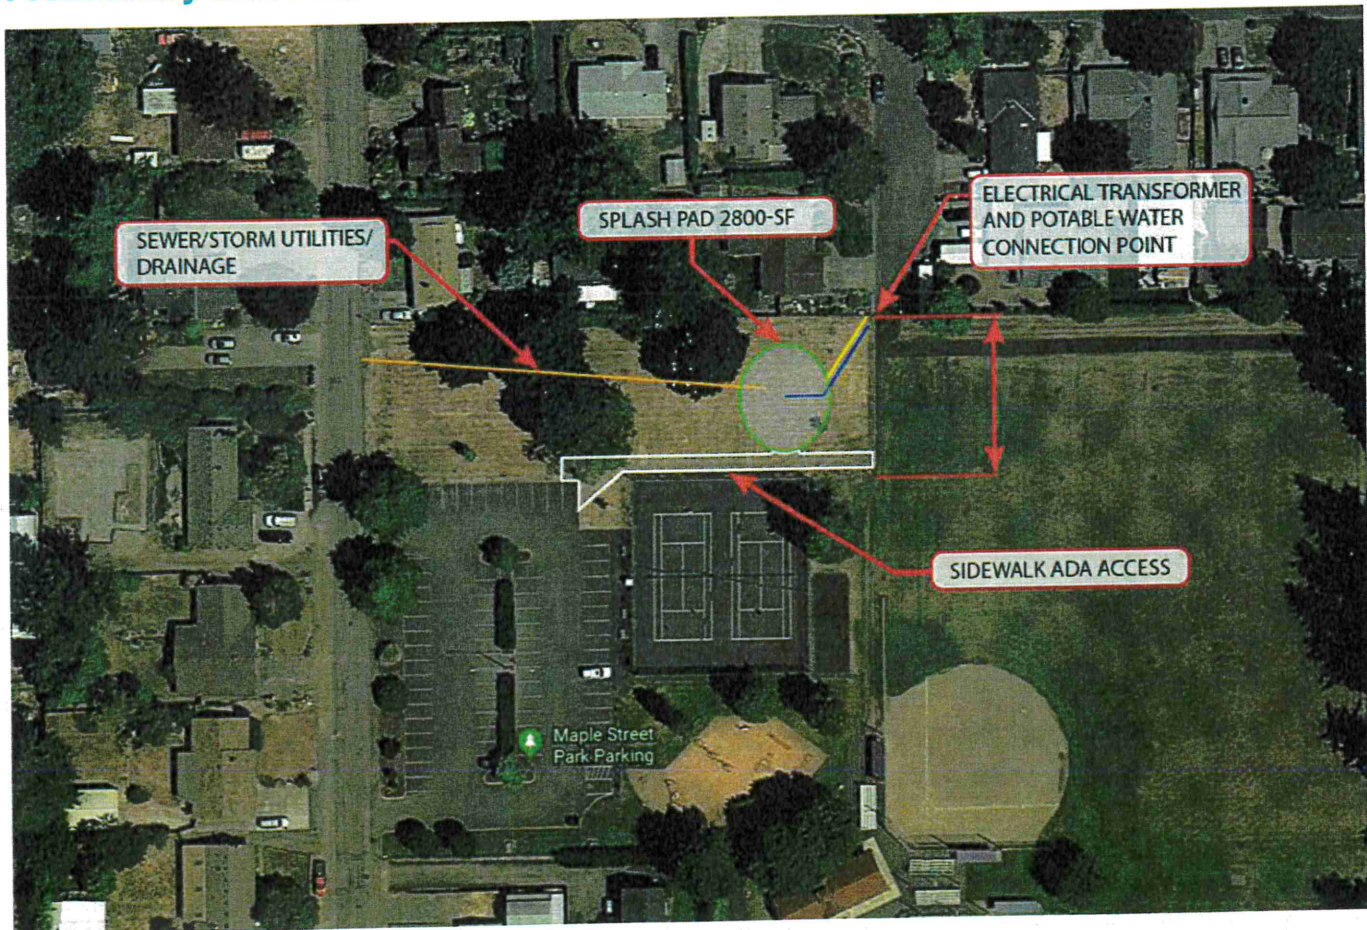 SPLASH PAD 2800-SF
ELECTRICAL TRANSFORMER
AND POTABLE WATER
CONNECTION POINT
SEWER/STORM UTILITIES/
DRAINAGE
SIDEWALK ADA ACCESS
Maple Street
Park Parking